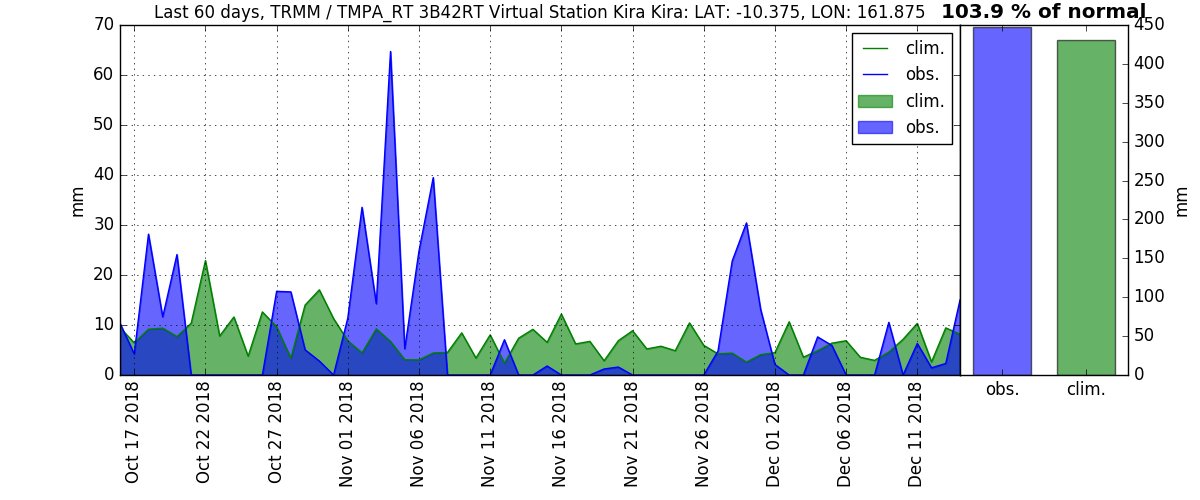 Last 60 days, TRMM / TMPA_RT 3B42RT Virtual Station Kira Kira: LAT: -10.375, LON: 161.875 103.9 % of normal
70
60
50
40
30
20
10
0
mm
clim.
obs.
clim.
obs.
450
400
350
300
250
200
150
100
50
0
mm
obs.
clim.
Oct 17 2018
Oct 22 2018
Oct 27 2018
Nov 01 2018
Nov 06 2018
Nov 11 2018
Nov 16 2018
Nov 21 2018
Nov 26 2018
Dec 01 2018
Dec 06 2018
Dec 11 2018